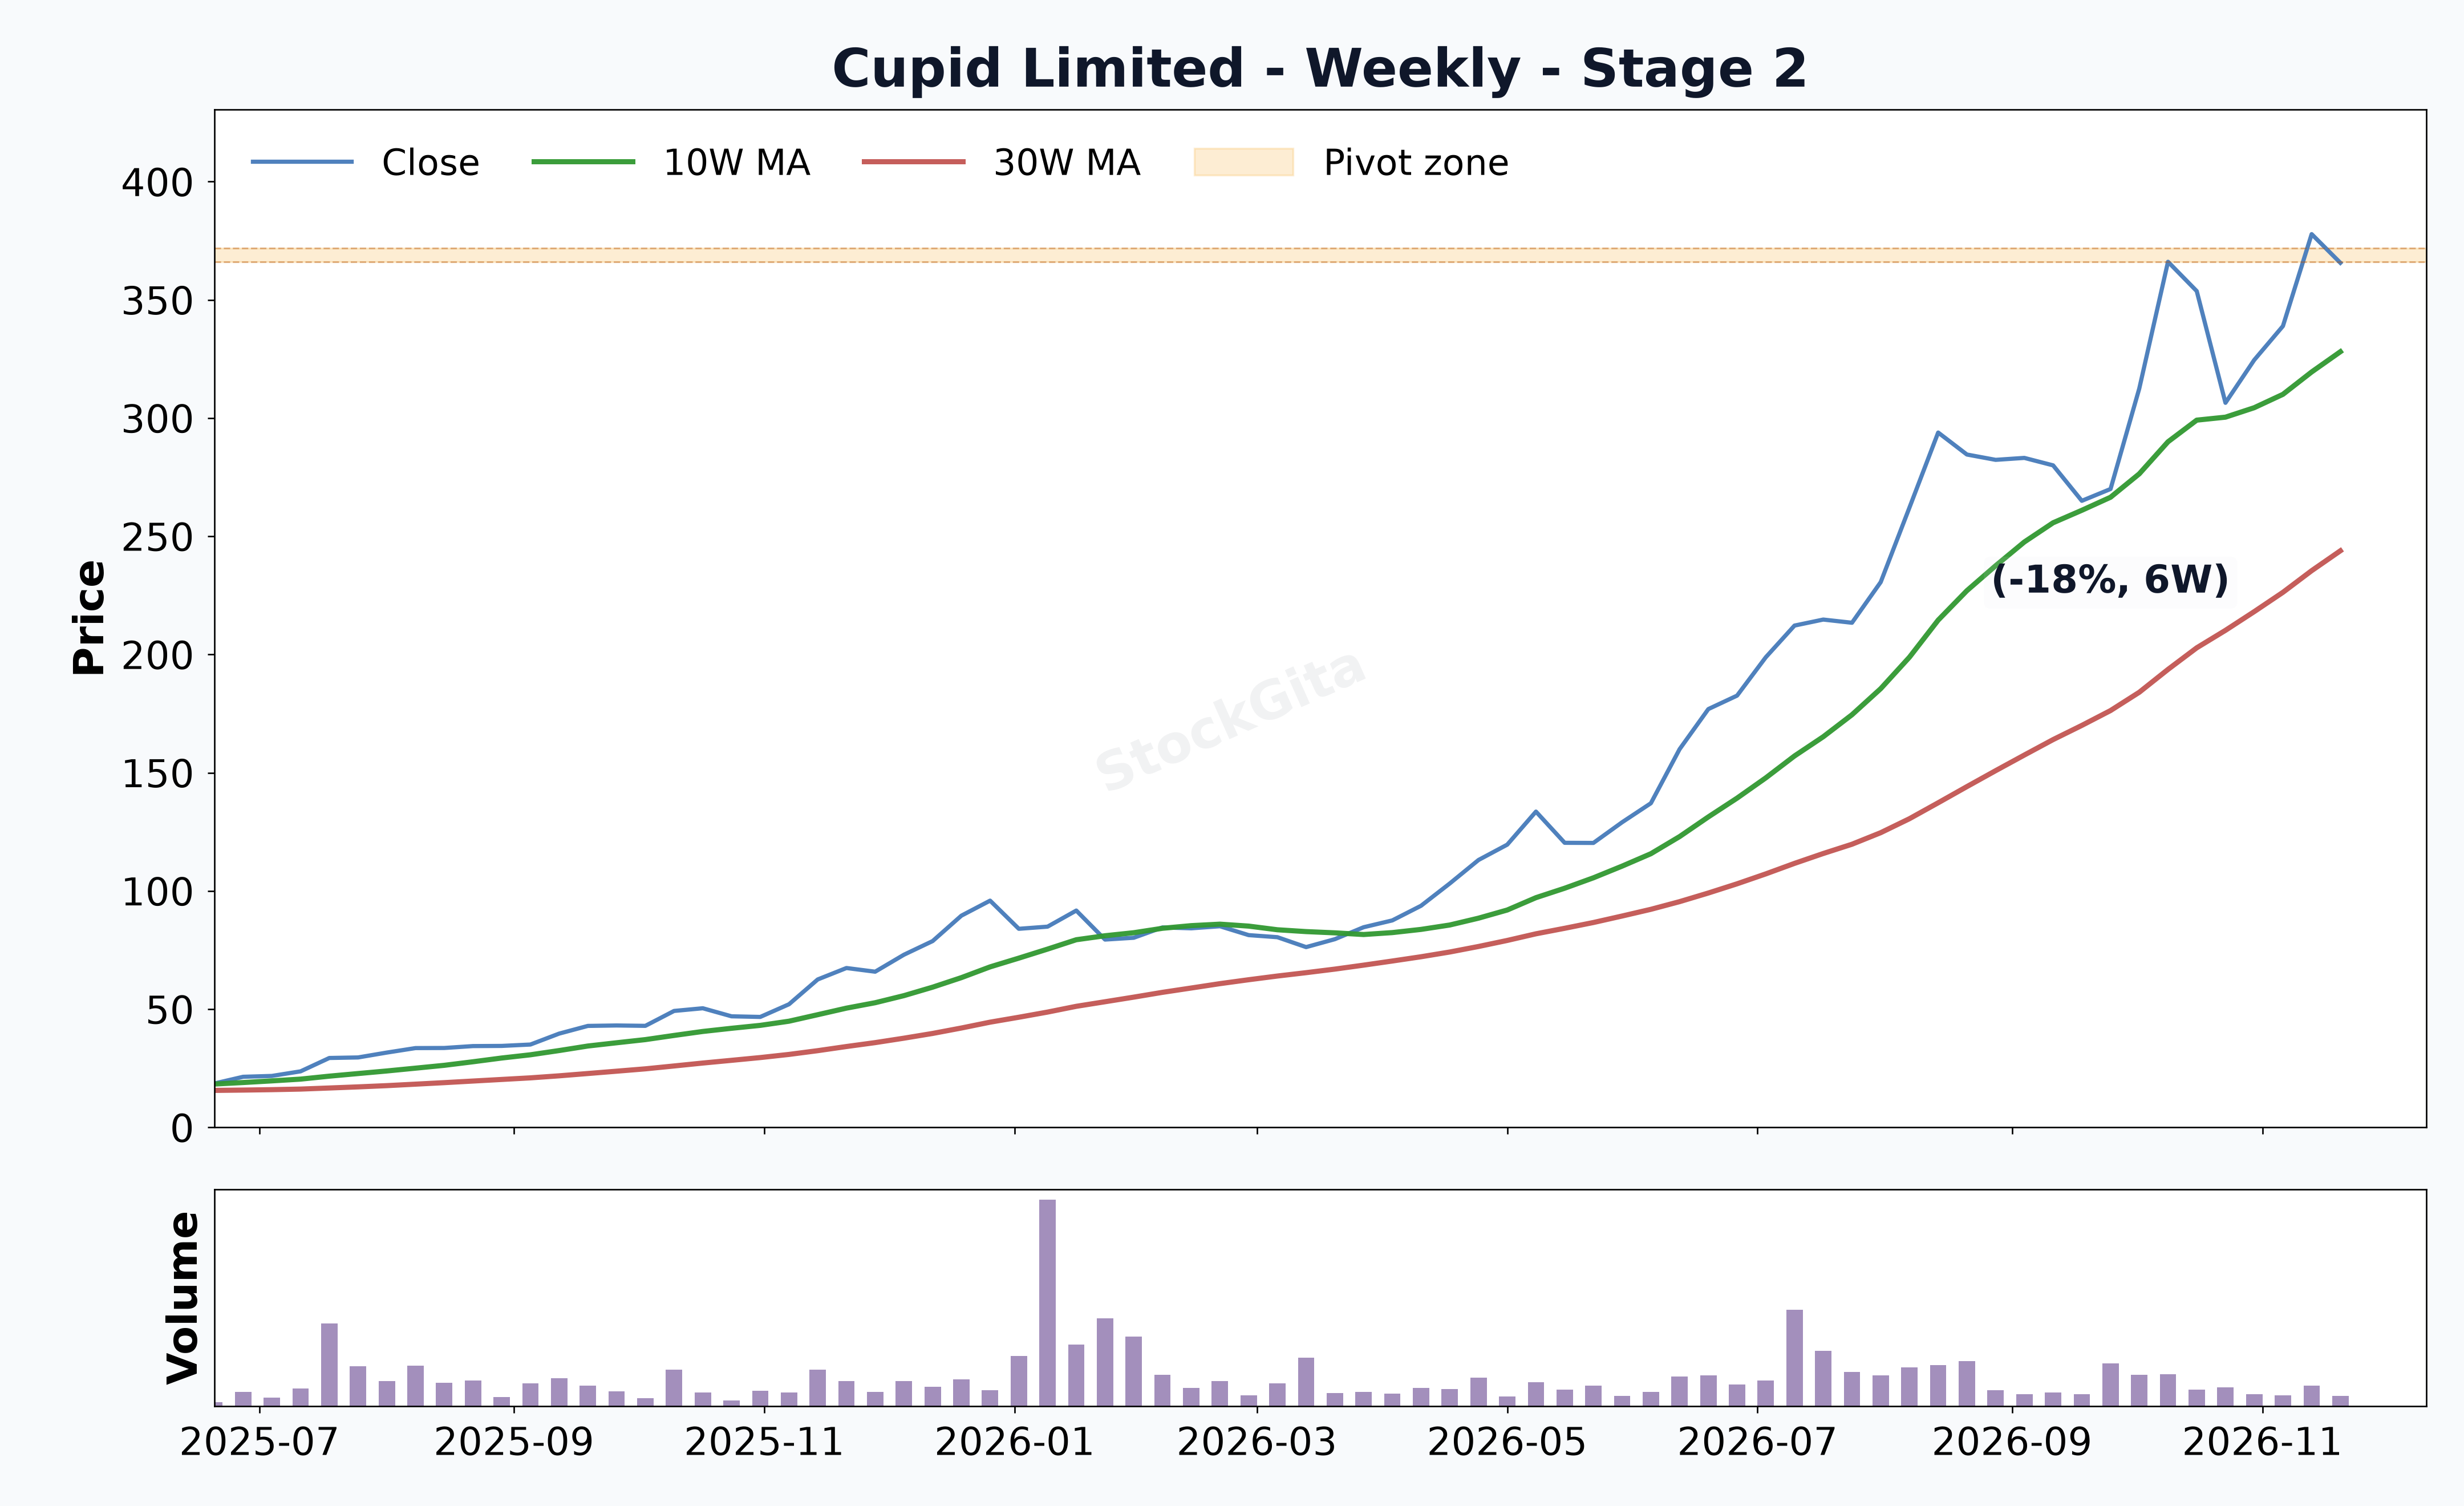 Cupid Limited - Weekly - Stage 2
Close 10W MA 30W MA Pivot zone
Price
400
350
300
250
200
150
100
50
0
(-18%, 6W)
StockGita
Volume
2025-07 2025-09 2025-11 2026-01 2026-03 2026-05 2026-07 2026-09 2026-11